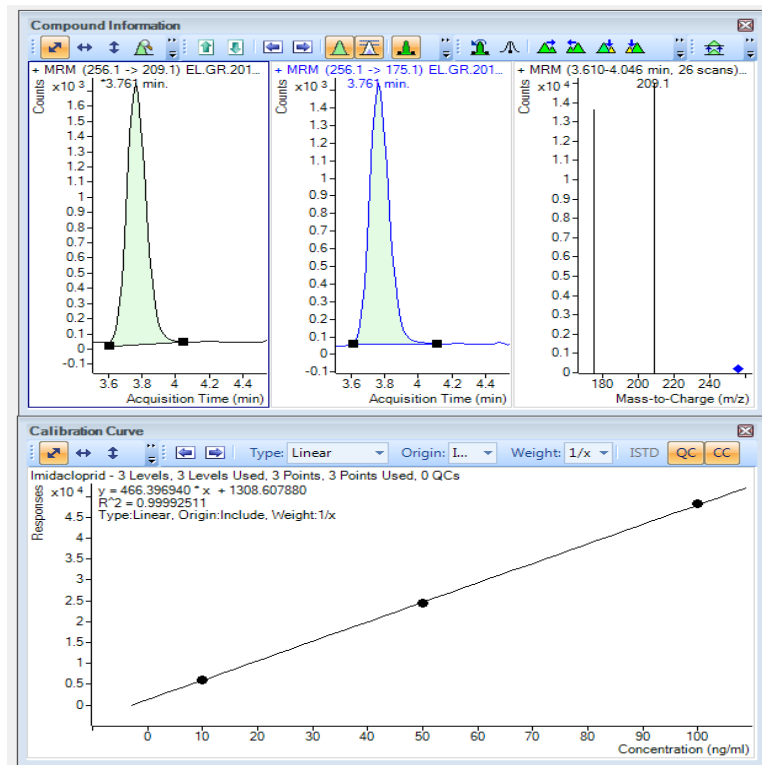 Compound Information
+ MRM (256.1 -> 209.1) EL.GR.201...
Counts
x10 3
*3.761 min.
1.6
1.5
1.4
1.3
1.2
1.1
1
0.9
0.8
0.7
0.6
0.5
0.4
0.3
0.2
0.1
0
-0.1
3.6 3.8 4 4.2 4.4
Acquisition Time (min)
+ MRM (256.1 -> 175.1) EL.GR.201...
Counts
x10 3
3.761 min.
1.5
1.4
1.3
1.2
1.1
1
0.9
0.8
0.7
0.6
0.5
0.4
0.3
0.2
0.1
0
-0.1
3.6 3.8 4 4.2 4.4
Acquisition Time (min)
+ MRM (3.610-4.046 min, 26 scans)...
Counts
x10 4
209.1
1.4
1.3
1.2
1.1
1
0.9
0.8
0.7
0.6
0.5
0.4
0.3
0.2
0.1
0
180 200 220 240
Mass-to-Charge (m/z)
Calibration Curve
Type: Linear Origin: I... Weight: 1/x ISTD QC CC
Imidacloprid - 3 Levels, 3 Levels Used, 3 Points, 3 Points Used, 0 QCs
Responses
x10 4
y = 466.396940 * x + 1308.607880
R^2 = 0.99992511
Type:Linear, Origin:Include, Weight:1/x
4.5
4
3.5
3
2.5
2
1.5
1
0.5
0
0 10 20 30 40 50 60 70 80 90 100
Concentration (ng/ml)